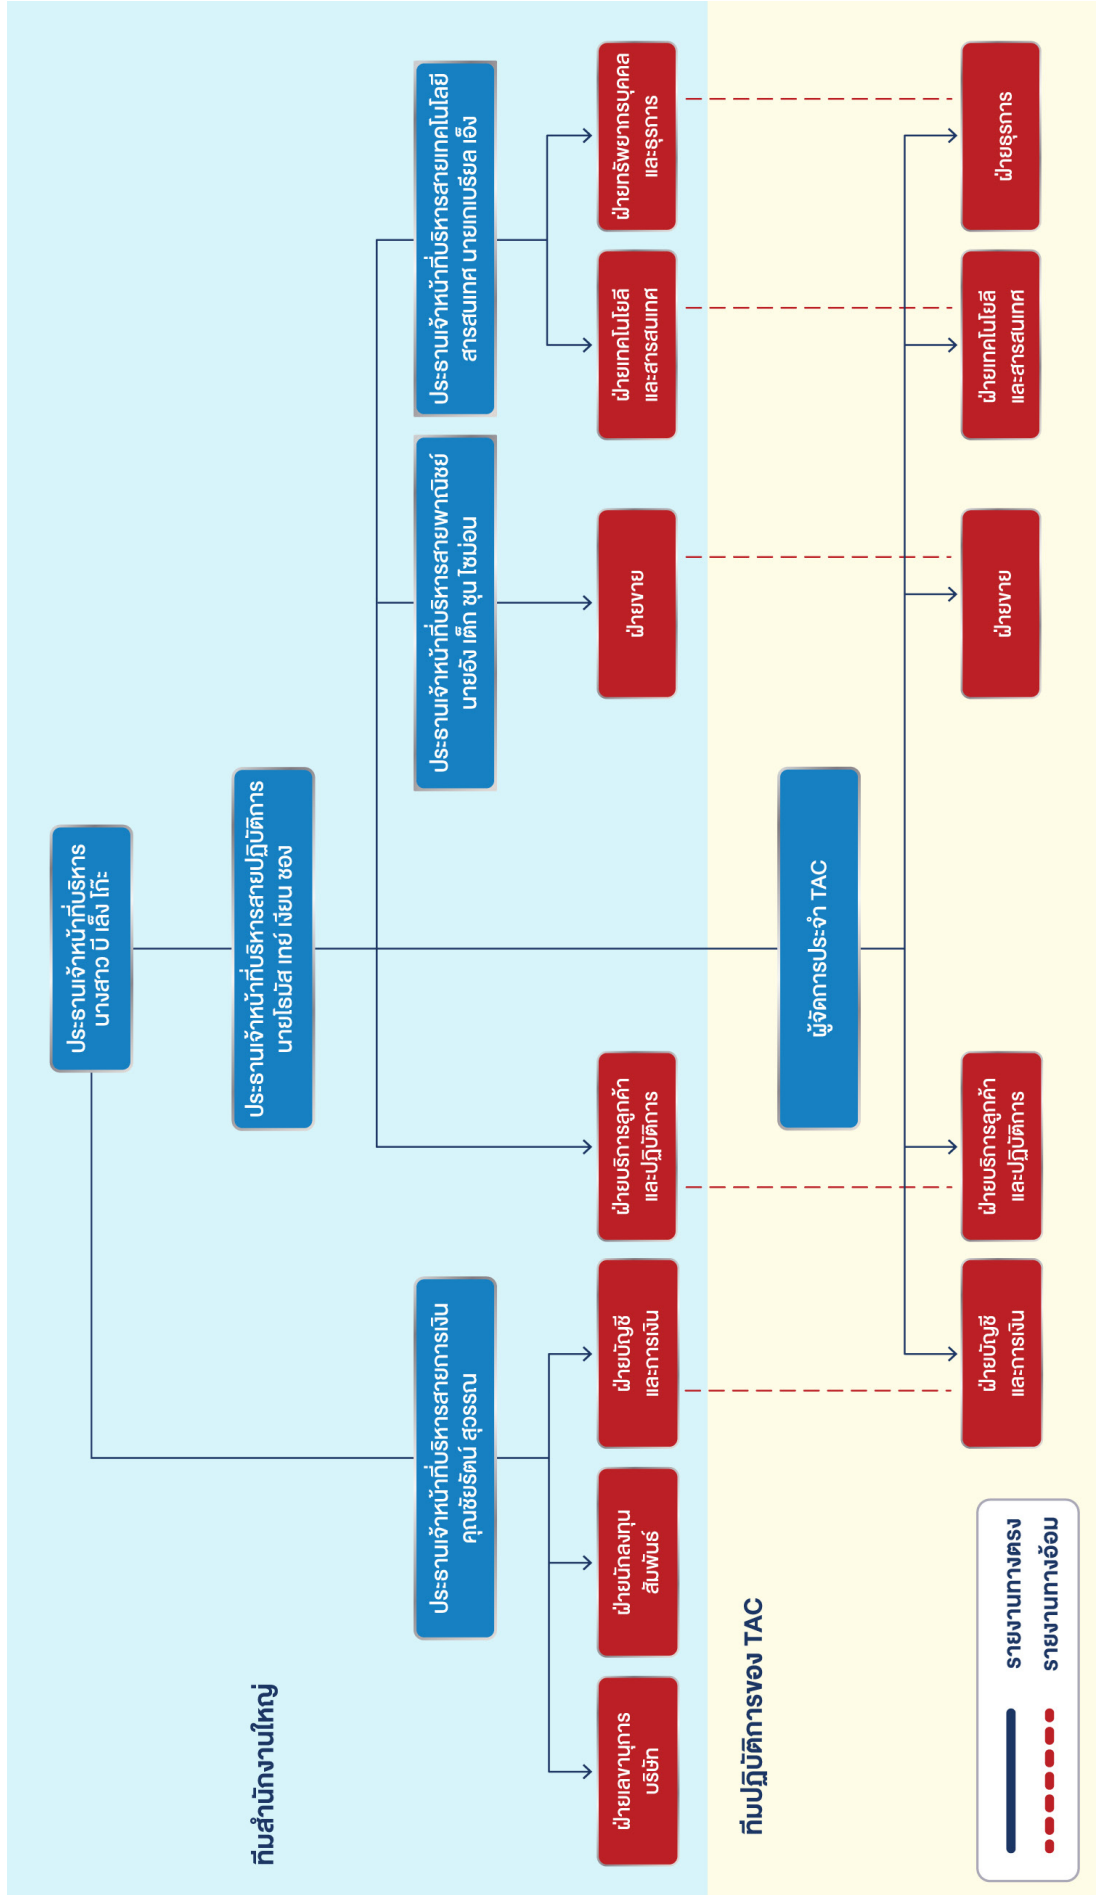 ประธานเจ้าหน้าที่บริหาร
นางสาว บี เล็ง โก๊ะ
ประธานเจ้าหน้าที่บริหารสายปฏิบัติการ
นายโธมัส เทย์ เงียน ชอง
ทีมสำนักงานใหญ่
ประธานเจ้าหน้าที่บริหารสายการเงิน
คุณชัยรัตน์ สุวรรณ
ประธานเจ้าหน้าที่บริหารสายพาณิชย์
นายอัง เต็ก ชุน ไซม่อน
ประธานเจ้าหน้าที่บริหารสายเทคโนโลยี
สารสนเทศ นายเกเบรียล เอ็ง
ฝ่ายเลขานุการ
บริษัท
ฝ่ายนักลงทุน
สัมพันธ์
ฝ่ายบัญชี
และการเงิน
ฝ่ายบริการลูกค้า
และปฏิบัติการ
ฝ่ายขาย
ฝ่ายเทคโนโยลี
และสารสนเทศ
ฝ่ายทรัพยากรบุคคล
และธุรการ
ทีมปฏิบัติการของ TAC
ผู้จัดการประจำ TAC
ฝ่ายบัญชี
และการเงิน
ฝ่ายบริการลูกค้า
และปฏิบัติการ
ฝ่ายขาย
ฝ่ายเทคโนโยลี
และสารสนเทศ
ฝ่ายธุรการ
รายงานทางตรง
รายงานทางอ้อม